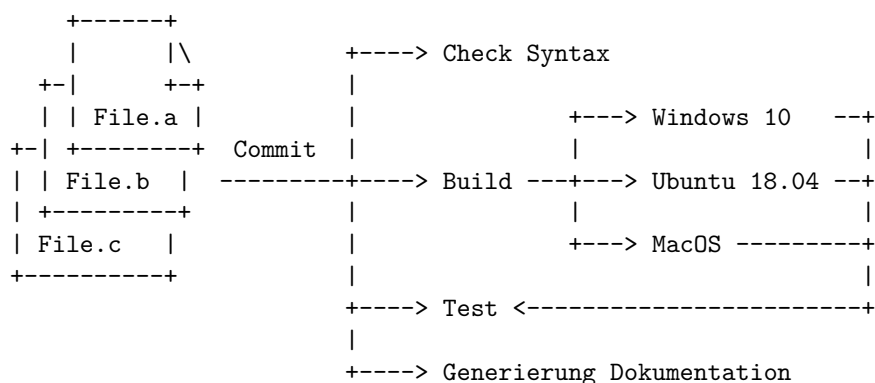 Check Syntax
File.a
Windows 10
Commit
File.b
Build
Ubuntu 18.04
File.c
MacOS
Test
Generierung Dokumentation